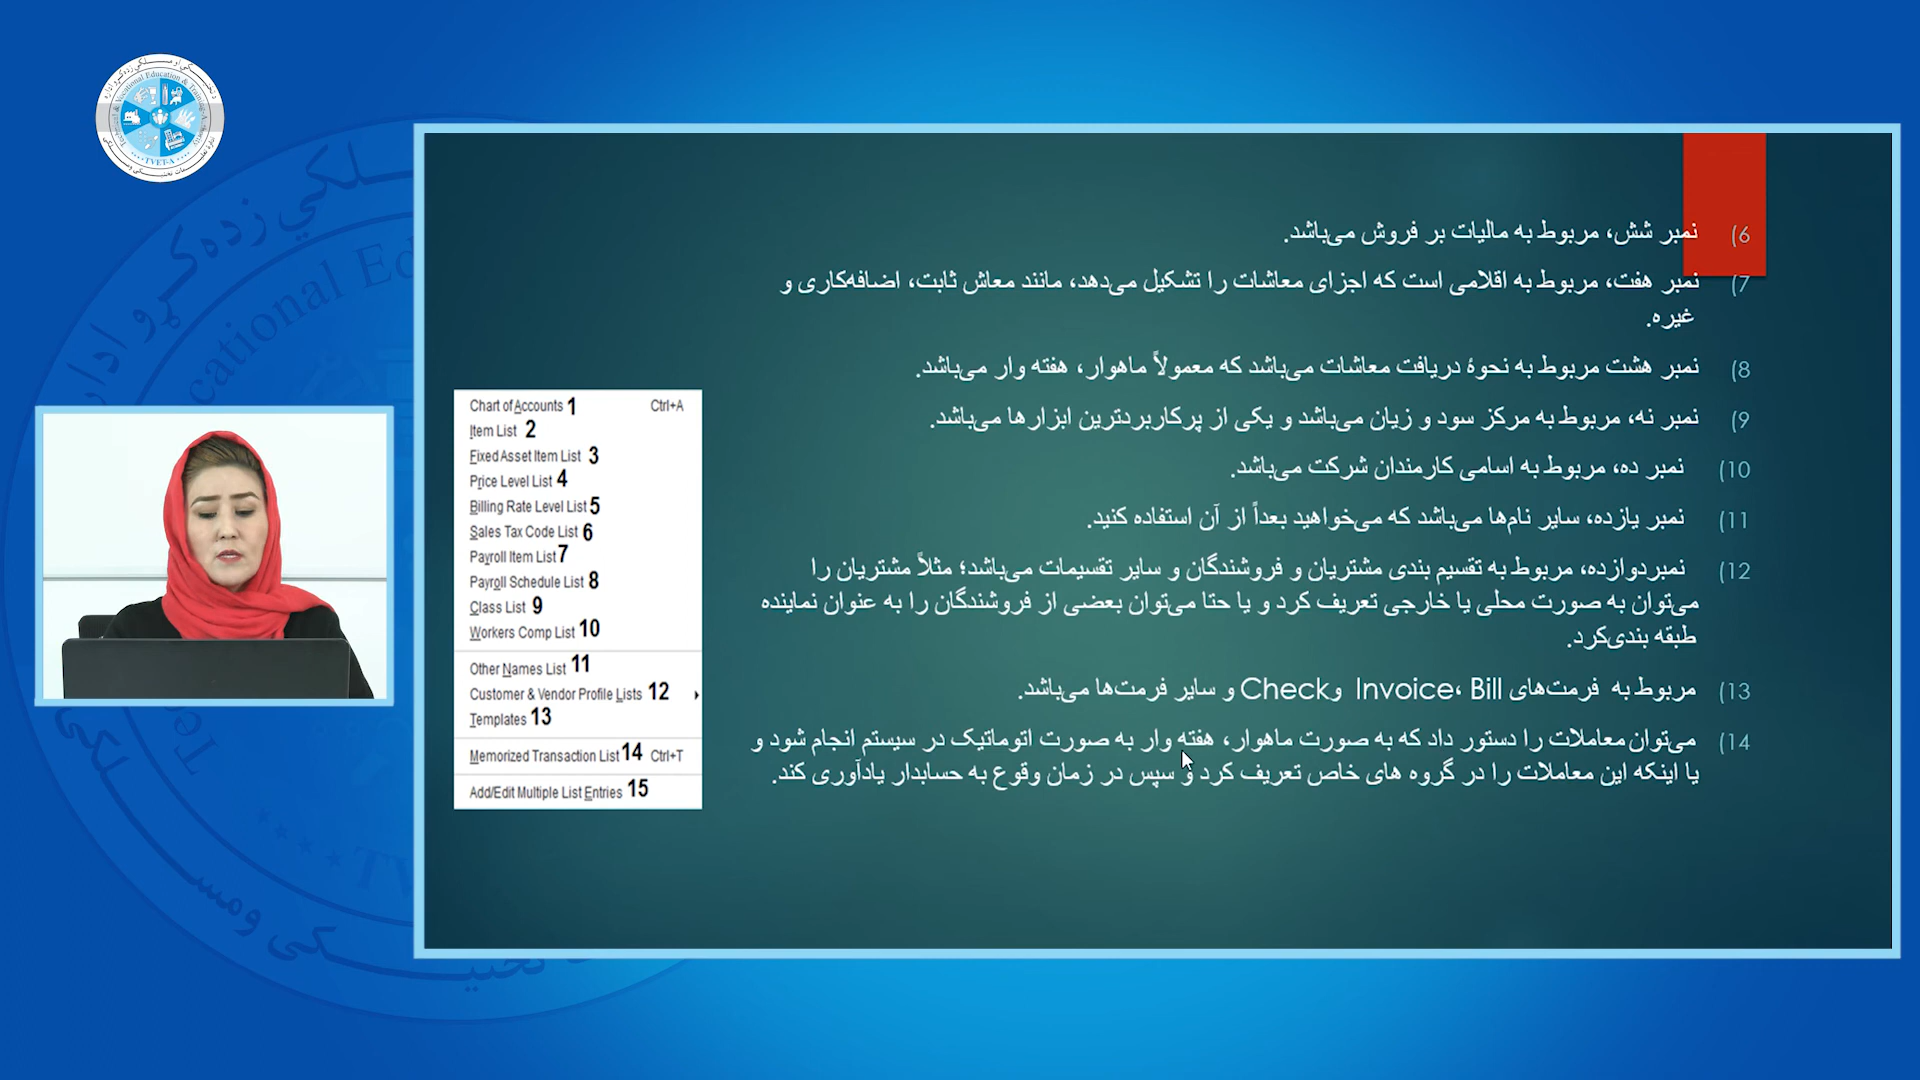 Technical & Vocational Education & Training Authority
TVET-A
6) نمبر شش، مربوط به مالیات بر فروش می‌باشد.
7) نمبر هفت، مربوط به اقلامی است که اجزای معاشات را تشکیل می‌دهد، مانند معاش ثابت، اضافه‌کاری و
غیره.
8) نمبر هشت مربوط به نحوهٔ دریافت معاشات می‌باشد که معمولاً ماهوار، هفته وار می‌باشد.
9) نمبر نه، مربوط به مرکز سود و زیان می‌باشد و یکی از پرکاربردترین ابزارها می‌باشد.
10) نمبر ده، مربوط به اسامی کارمندان شرکت می‌باشد.
11) نمبر یازده، سایر نام‌ها می‌باشد که می‌خواهید بعداً از آن استفاده کنید.
12) نمبردوازده، مربوط به تقسیم بندی مشتریان و فروشندگان و سایر تقسیمات می‌باشد؛ مثلاً مشتریان را
می‌توان به صورت محلی یا خارجی تعریف کرد و یا حتا می‌توان بعضی از فروشندگان را به عنوان نماینده
طبقه بندی‌کرد.
13) مربوط به فرمت‌های Invoice، Bill وCheck و سایر فرمت‌ها می‌باشد.
14) می‌توان معاملات را دستور داد که به صورت ماهوار، هفته وار به صورت اتوماتیک در سیستم انجام شود و
یا اینکه این معاملات را در گروه های خاص تعریف کرد و سپس در زمان وقوع به حسابدار یادآوری کند.
Chart of Accounts 1 Ctrl+A
Item List 2
Fixed Asset Item List 3
Price Level List 4
Billing Rate Level List 5
Sales Tax Code List 6
Payroll Item List 7
Payroll Schedule List 8
Class List 9
Workers Comp List 10
Other Names List 11
Customer & Vendor Profile Lists 12
Templates 13
Memorized Transaction List 14 Ctrl+T
Add/Edit Multiple List Entries 15